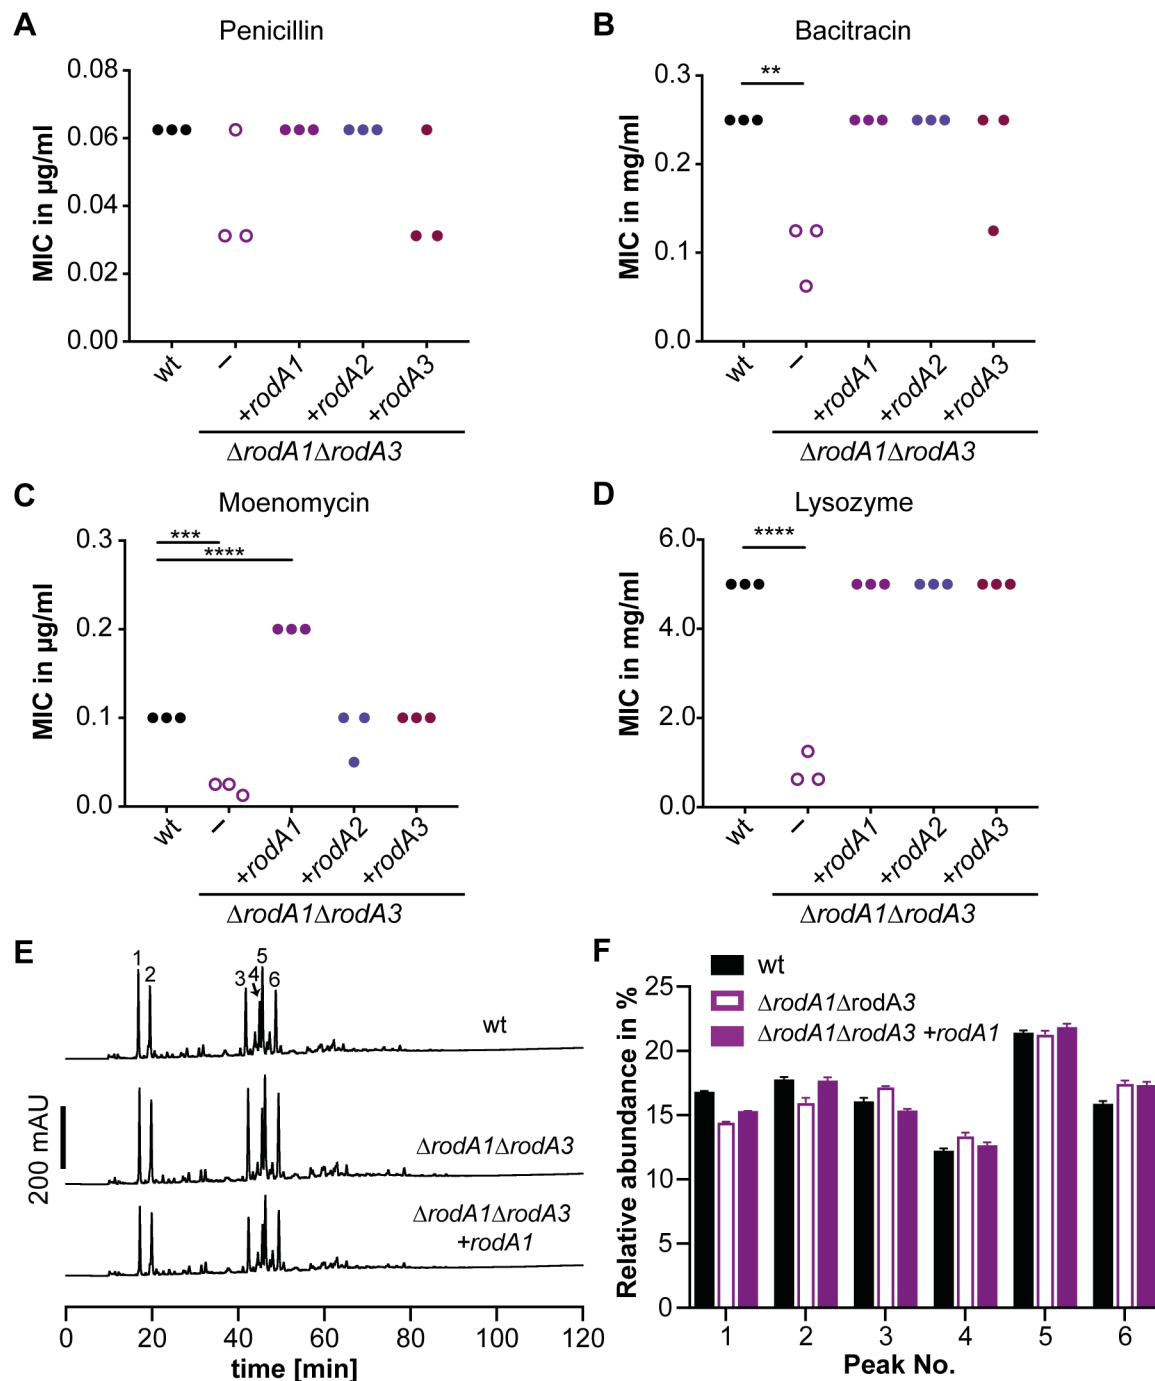 A
Penicillin
0.08
0.06
0.04
0.02
0.00
MIC in µg/ml
wt
–
+rodA1
+rodA2
+rodA3
ΔrodA1ΔrodA3
B
Bacitracin
**
0.3
0.2
0.1
0.0
MIC in mg/ml
wt
–
+rodA1
+rodA2
+rodA3
ΔrodA1ΔrodA3
C
Moenomycin
***
****
0.3
0.2
0.1
0.0
MIC in µg/ml
wt
–
+rodA1
+rodA2
+rodA3
ΔrodA1ΔrodA3
D
Lysozyme
****
6.0
4.0
2.0
0.0
MIC in mg/ml
wt
–
+rodA1
+rodA2
+rodA3
ΔrodA1ΔrodA3
E
1
2
3
4
5
6
wt
ΔrodA1ΔrodA3
ΔrodA1ΔrodA3
+rodA1
200 mAU
0 20 40 60 80 100 120
time [min]
F
wt
ΔrodA1ΔrodA3
ΔrodA1ΔrodA3 +rodA1
25
20
15
10
5
0
Relative abundance in %
1 2 3 4 5 6
Peak No.